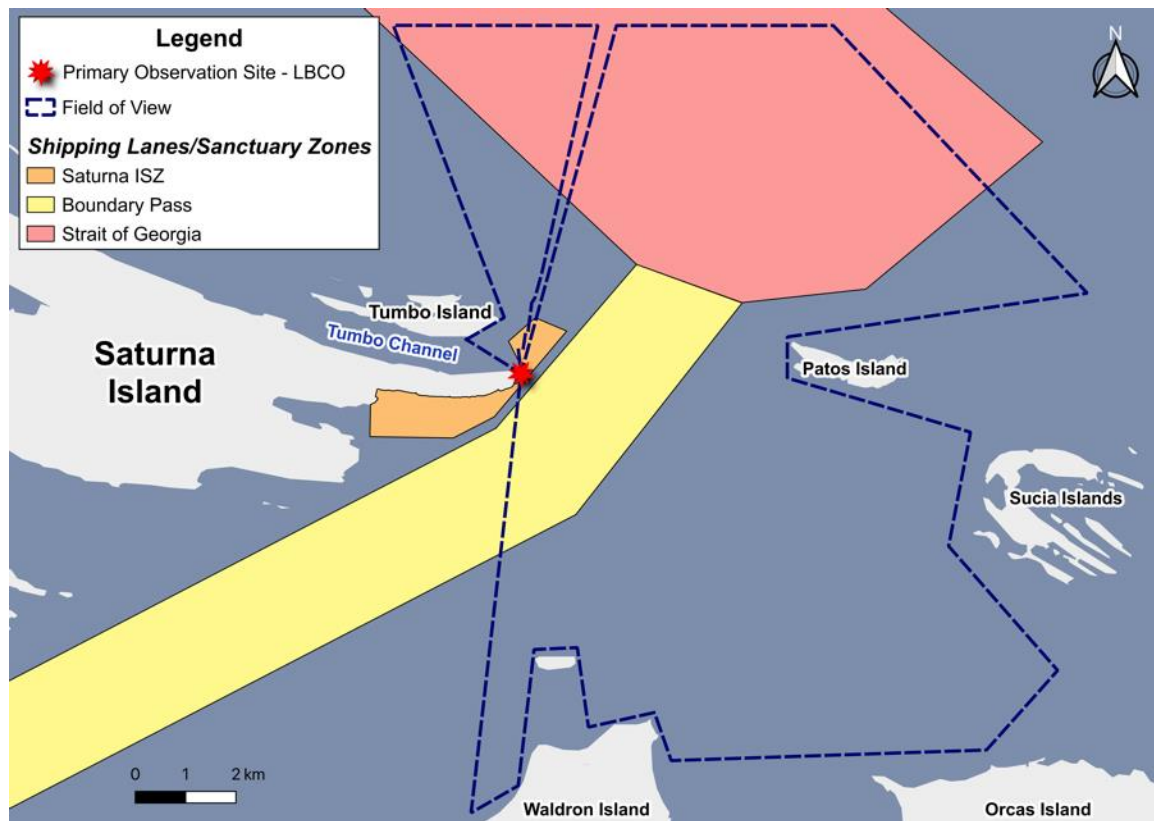 Legend
Primary Observation Site - LBCO
Field of View
Shipping Lanes/Sanctuary Zones
Saturna ISZ
Boundary Pass
Strait of Georgia
N
Tumbo Island
Tumbo Channel
Saturna
Island
Patos Island
Sucia Islands
0 1 2 km
Waldron Island
Orcas Island